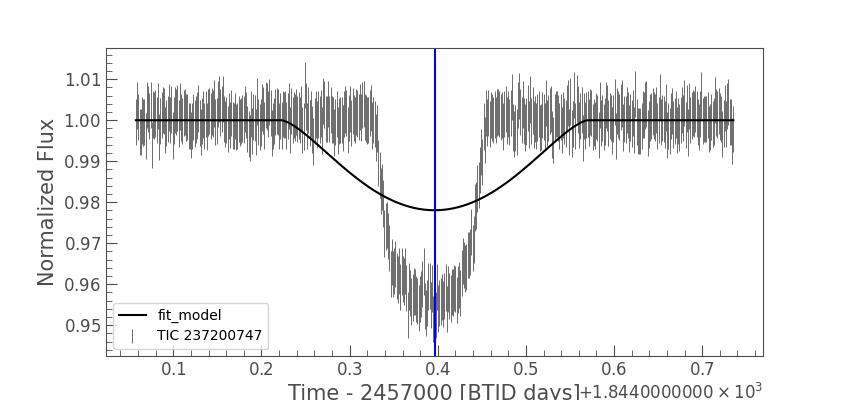 Normalized Flux
1.01
1.00
0.99
0.98
0.97
0.96
0.95
fit_model
TIC 237200747
0.1 0.2 0.3 0.4 0.5 0.6 0.7
Time - 2457000 [BTJD days]
+1.8440000000 × 10³